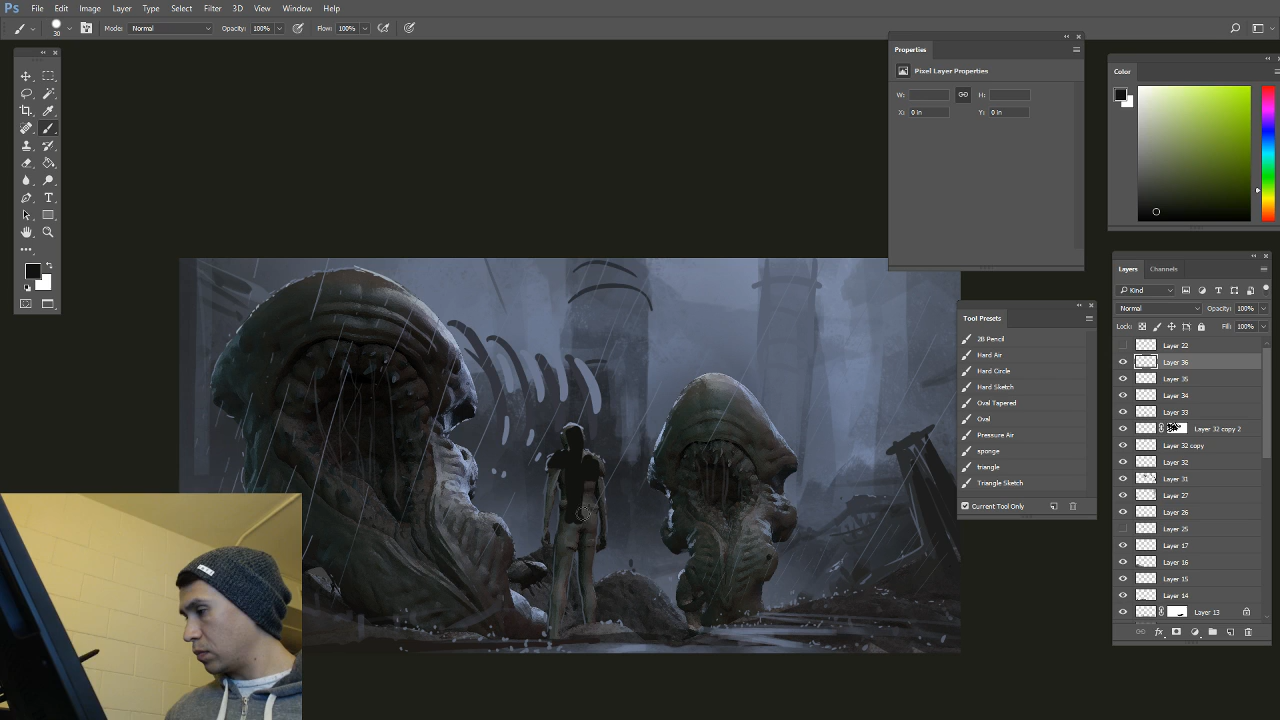 Ps File Edit Image Layer Type Select Filter 3D View Window Help
30 Mode: Normal Opacity: 100% Flow: 100%
Properties
Pixel Layer Properties
W: H:
X: 0 in Y: 0 in
Color
Tool Presets
2B Pencil
Hard Air
Hard Circle
Hard Sketch
Oval Tapered
Oval
Pressure Air
sponge
triangle
Triangle Sketch
Current Tool Only
Layers Channels
Kind
Normal Opacity: 100%
Lock: Fill: 100%
Layer 22
Layer 36
Layer 35
Layer 34
Layer 33
Layer 32 copy 2
Layer 32 copy
Layer 32
Layer 31
Layer 27
Layer 26
Layer 25
Layer 17
Layer 16
Layer 15
Layer 14
Layer 13